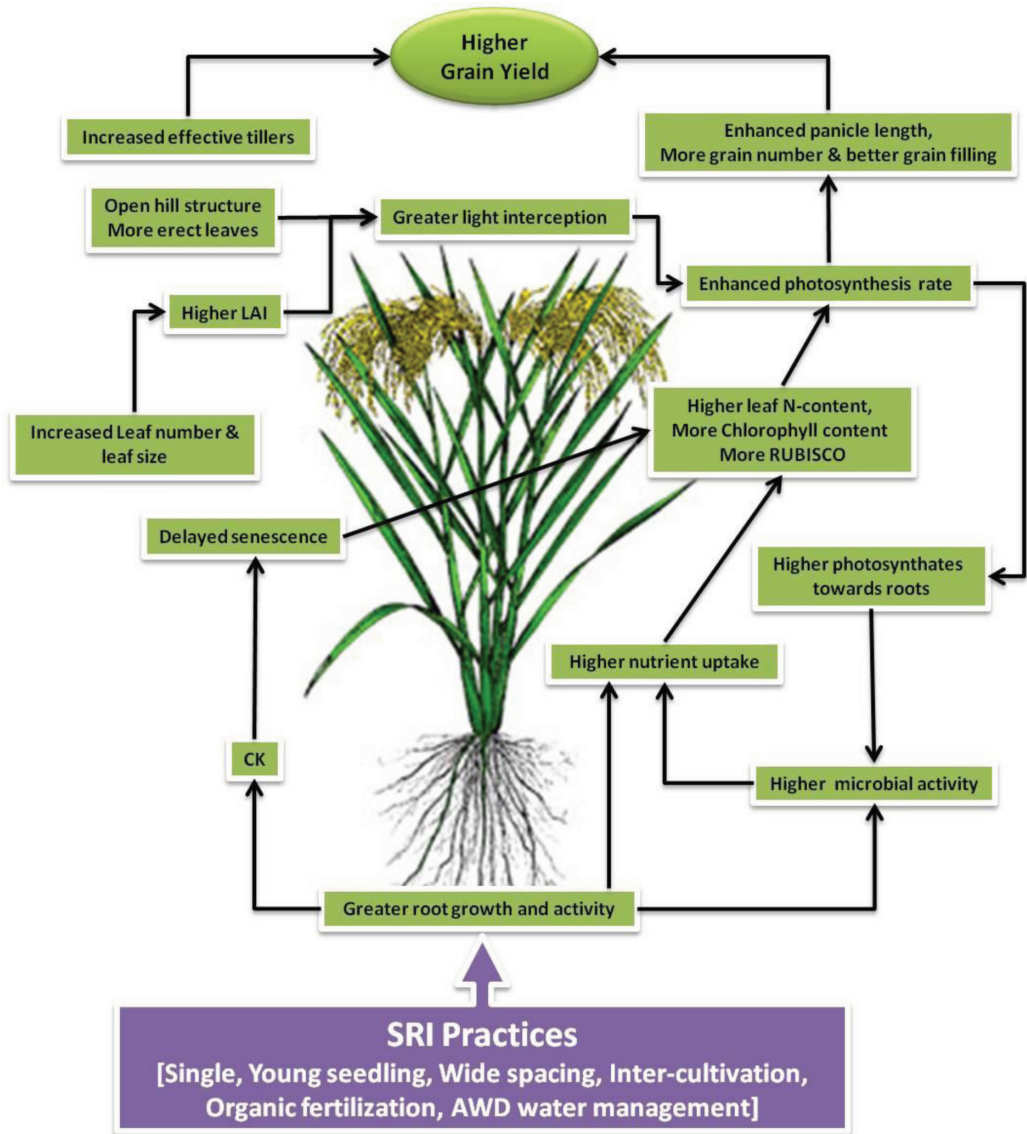 Higher
Grain Yield
Increased effective tillers
Enhanced panicle length,
More grain number & better grain filling
Open hill structure
More erect leaves
Greater light interception
Enhanced photosynthesis rate
Higher LAI
Increased Leaf number &
leaf size
Higher leaf N-content,
More Chlorophyll content
More RUBISCO
Delayed senescence
Higher photosynthates
towards roots
Higher nutrient uptake
CK
Higher microbial activity
Greater root growth and activity
SRI Practices
[Single, Young seedling, Wide spacing, Inter-cultivation,
Organic fertilization, AWD water management]